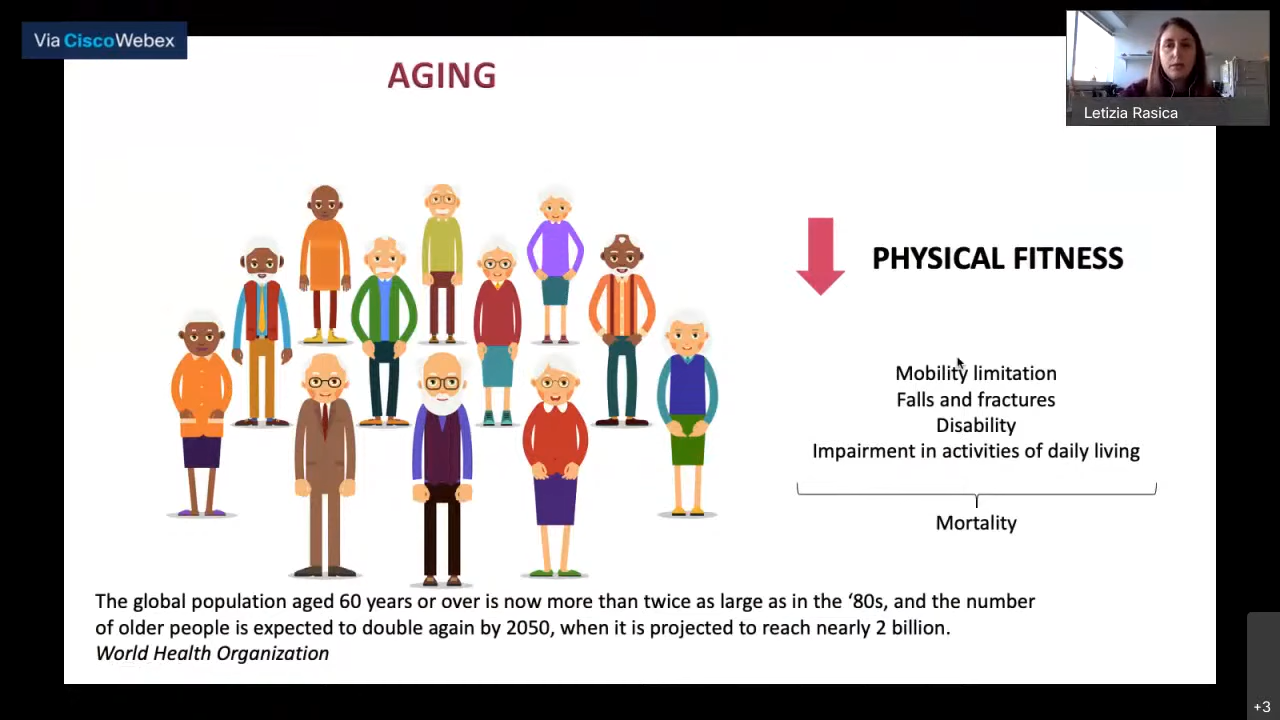 Via CiscoWebex
AGING
Letizia Rasica
PHYSICAL FITNESS
Mobility limitation
Falls and fractures
Disability
Impairment in activities of daily living
Mortality
The global population aged 60 years or over is now more than twice as large as in the ‘80s, and the number
of older people is expected to double again by 2050, when it is projected to reach nearly 2 billion.
World Health Organization
+3